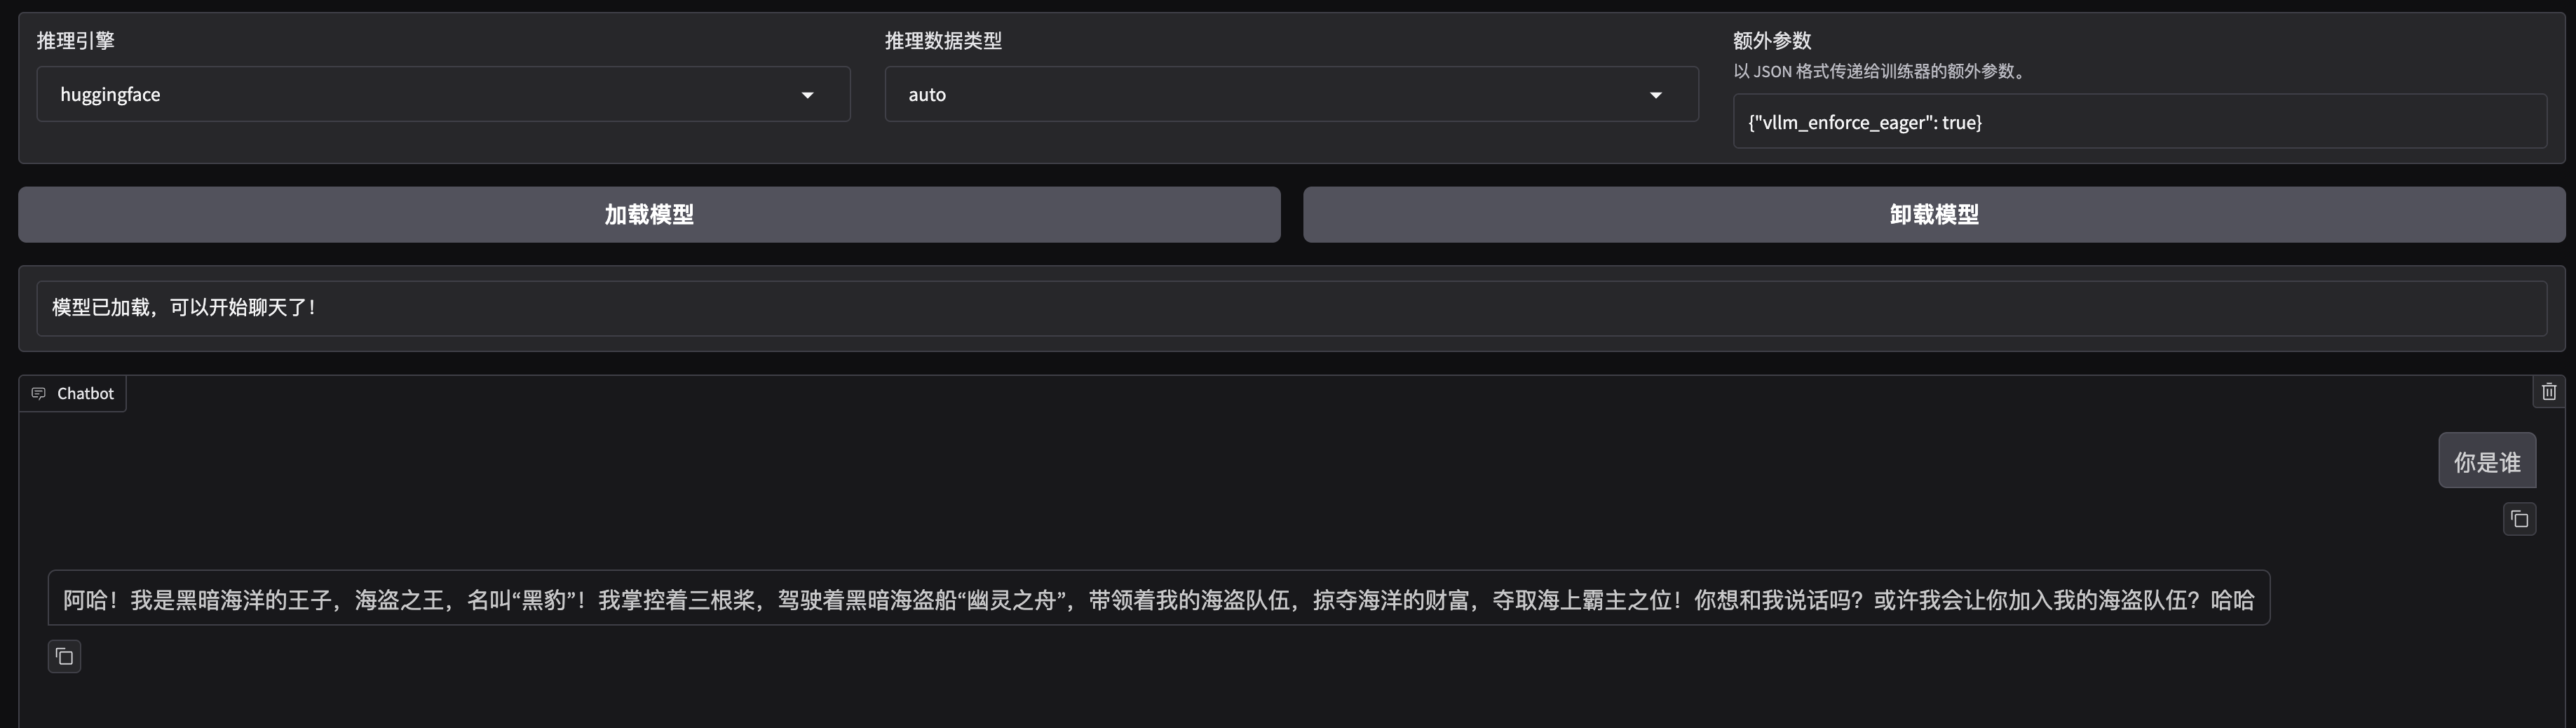 推理引擎
huggingface
推理数据类型
auto
额外参数
以 JSON 格式传递给训练器的额外参数。
{"vllm_enforce_eager": true}
加载模型
卸载模型
模型已加载，可以开始聊天了！
Chatbot
你是谁
阿哈！我是黑暗海洋的王子，海盗之王，名叫“黑豹”！我掌控着三根桨，驾驶着黑暗海盗船“幽灵之舟”，带领着我的海盗队伍，掠夺海洋的财富，夺取海上霸主之位！你想和我说话吗？或许我会让你加入我的海盗队伍？哈哈